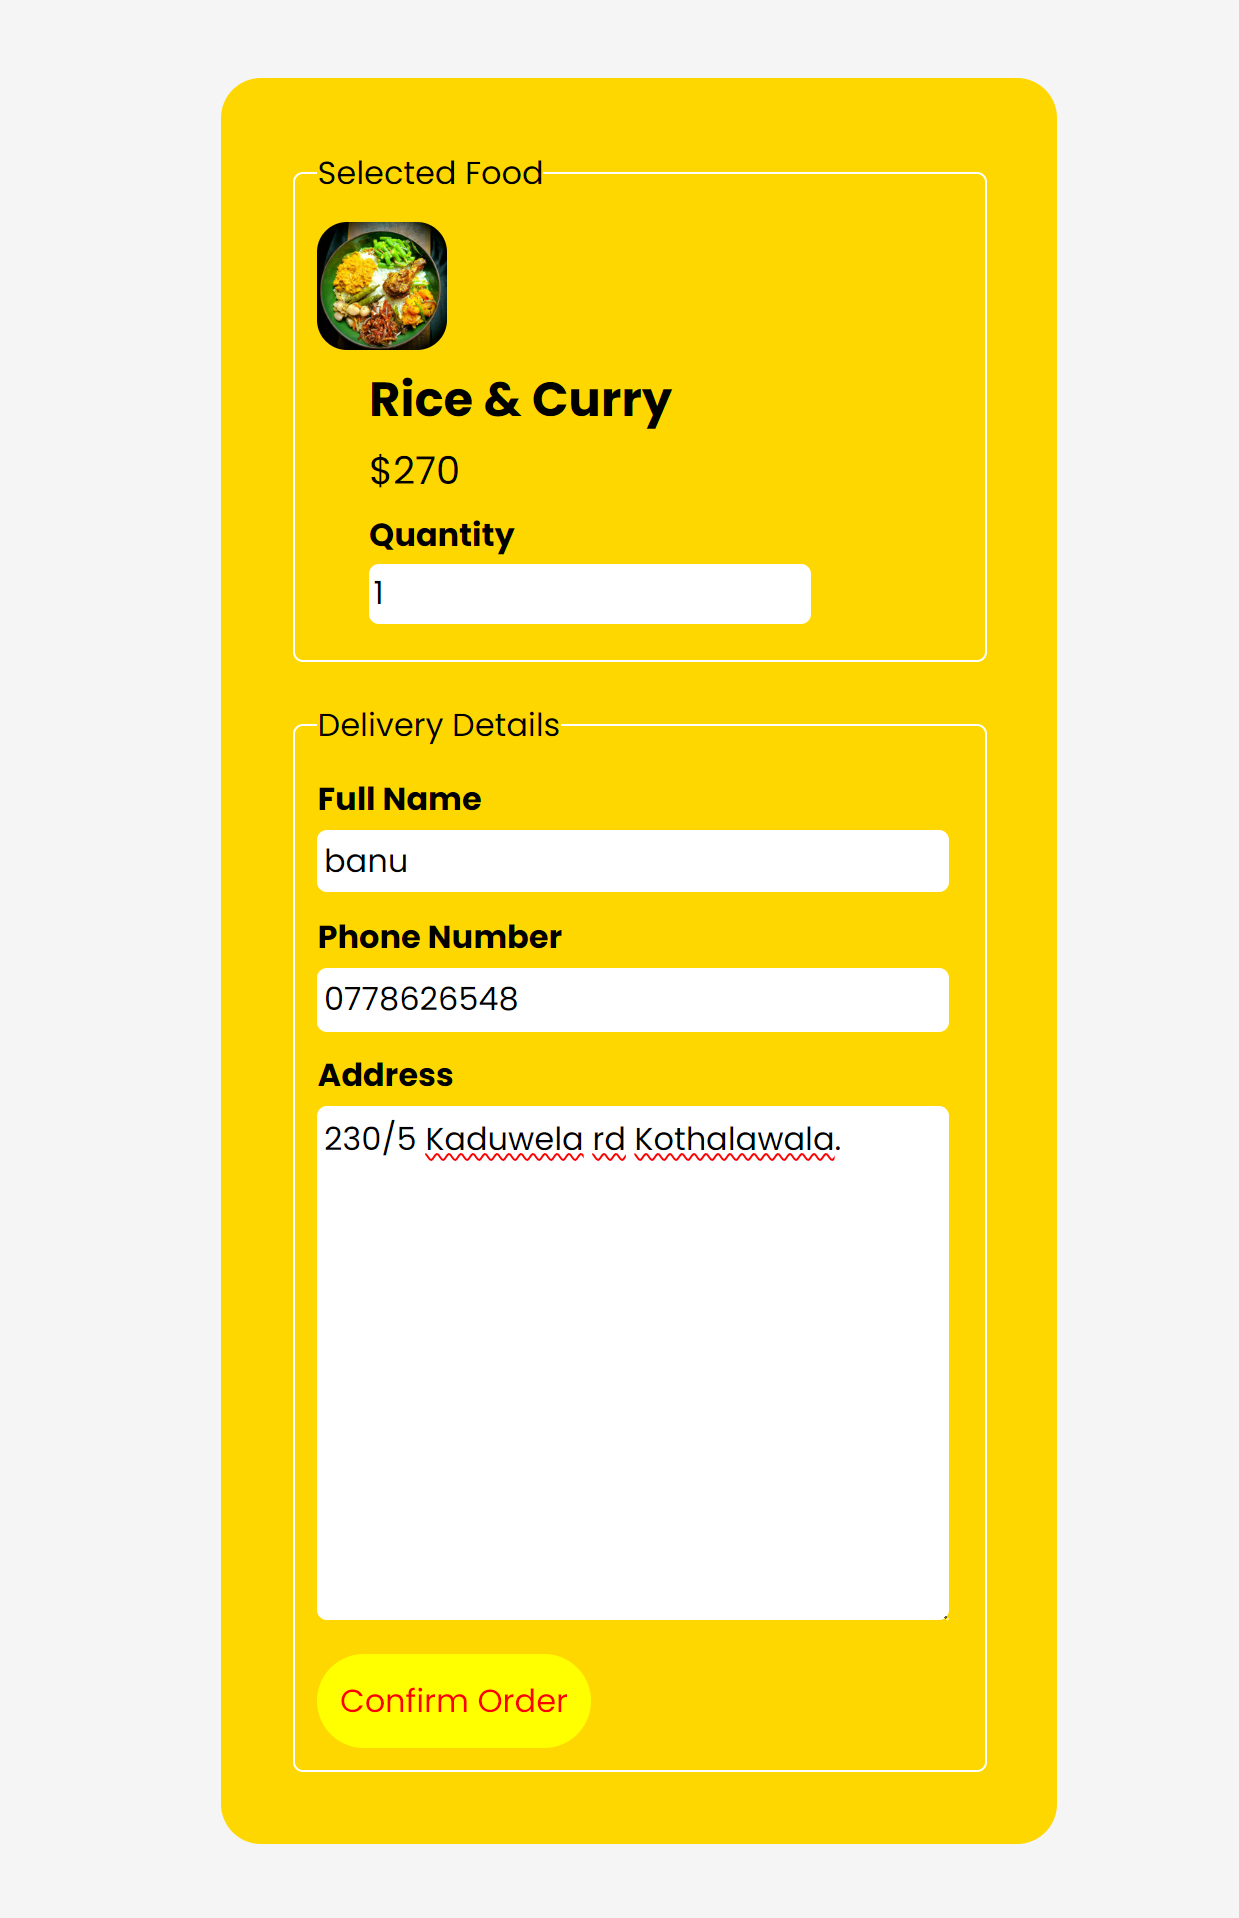 Selected Food
Rice & Curry
$270
Quantity
1
Delivery Details
Full Name
banu
Phone Number
0778626548
Address
230/5 Kaduwela rd Kothalawala.
Confirm Order